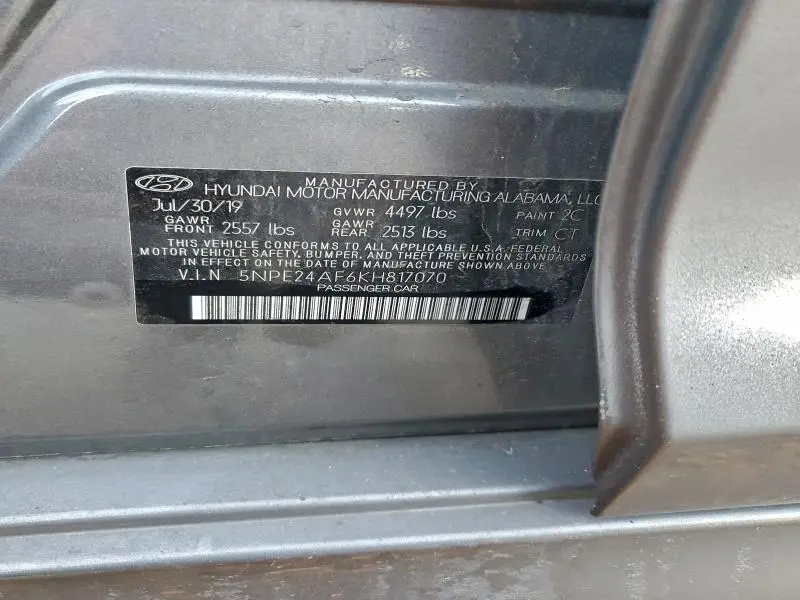 MANUFACTURED BY
HYUNDAI MOTOR MANUFACTURING ALABAMA, LLC
Jul/30/19 GVWR 4497 lbs PAINT 2C
GAWR FRONT 2557 lbs GAWR REAR 2513 lbs TRIM CT
THIS VEHICLE CONFORMS TO ALL APPLICABLE U.S.A. FEDERAL
MOTOR VEHICLE SAFETY, BUMPER, AND THEFT PREVENTION STANDARDS
IN EFFECT ON THE DATE OF MANUFACTURE SHOWN ABOVE.
V.I.N 5NPE24AF6KH817070
PASSENGER CAR